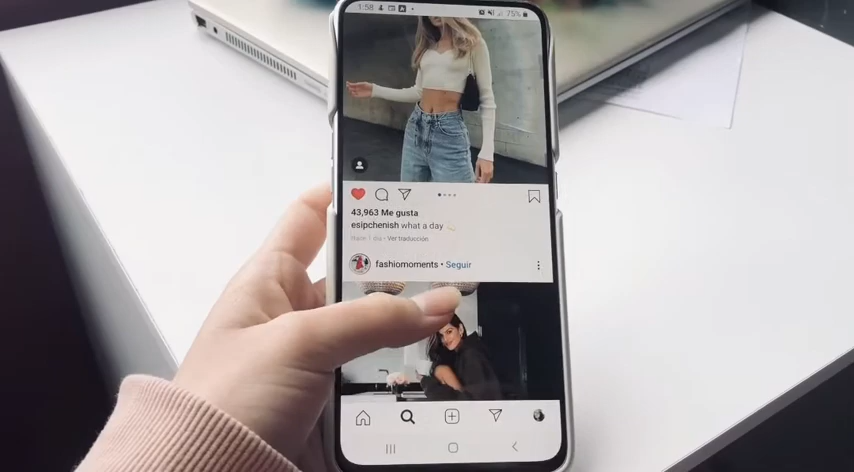 1:58
75%
43,963 Me gusta
esipchenish what a day
Hace 1 día • Ver traducción
fashiomoments • Seguir